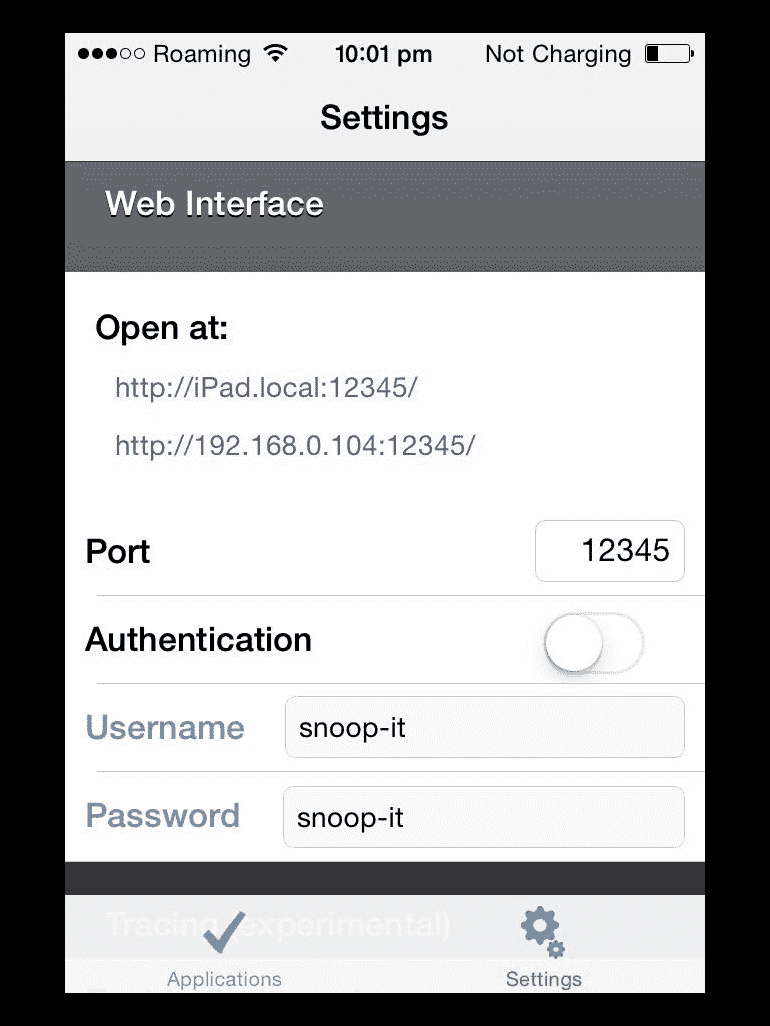 Roaming 10:01 pm Not Charging
Settings
Web Interface
Open at:
http://iPad.local:12345/
http://192.168.0.104:12345/
Port 12345
Authentication
Username snoop-it
Password snoop-it
Tracing (experimental)
Applications Settings